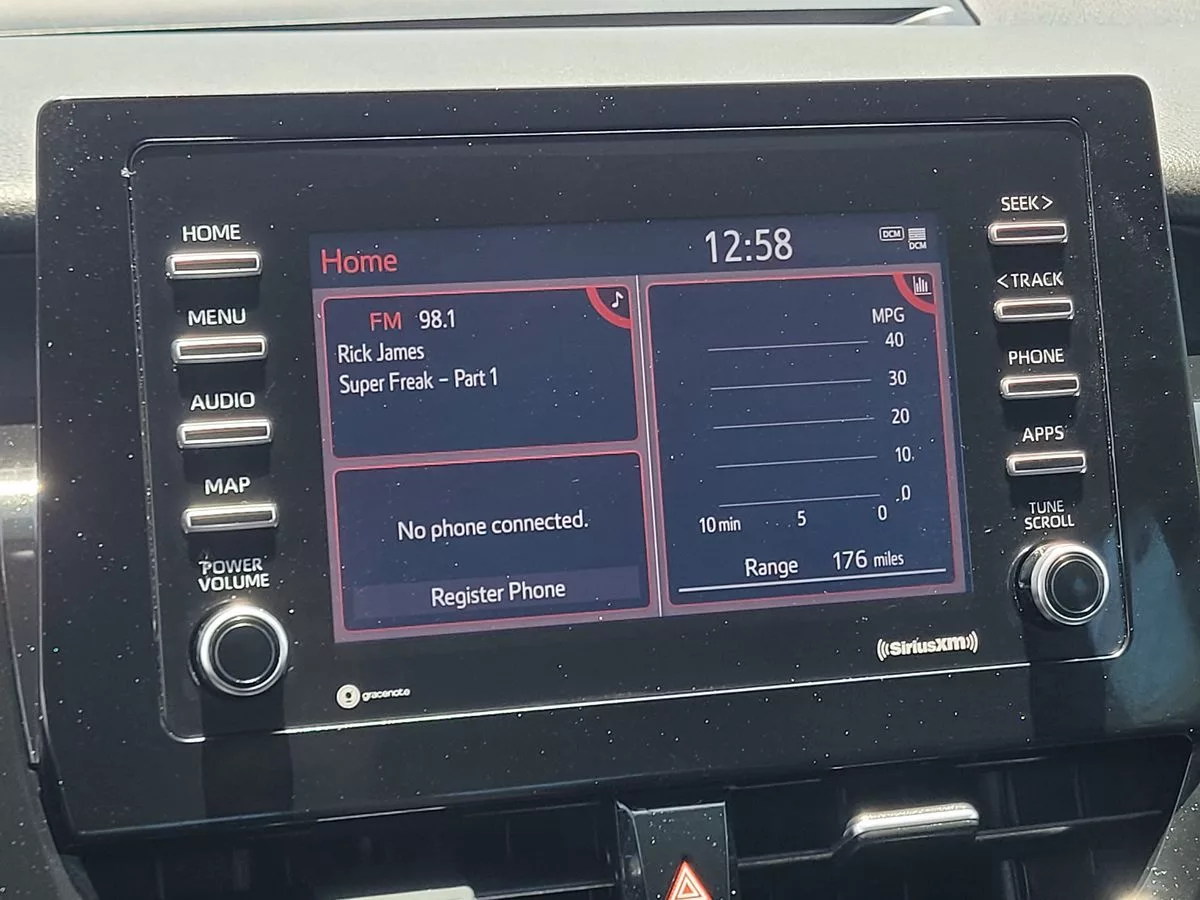 HOME
MENU
AUDIO
MAP
POWER
VOLUME
Home
12:58
DCM
DCM
FM 98.1
Rick James
Super Freak – Part 1
No phone connected.
Register Phone
MPG
40
30
20
10
0
10 min 5 0
Range 176 miles
SEEK >
< TRACK
PHONE
APPS
TUNE
SCROLL
gracenote
SiriusXM